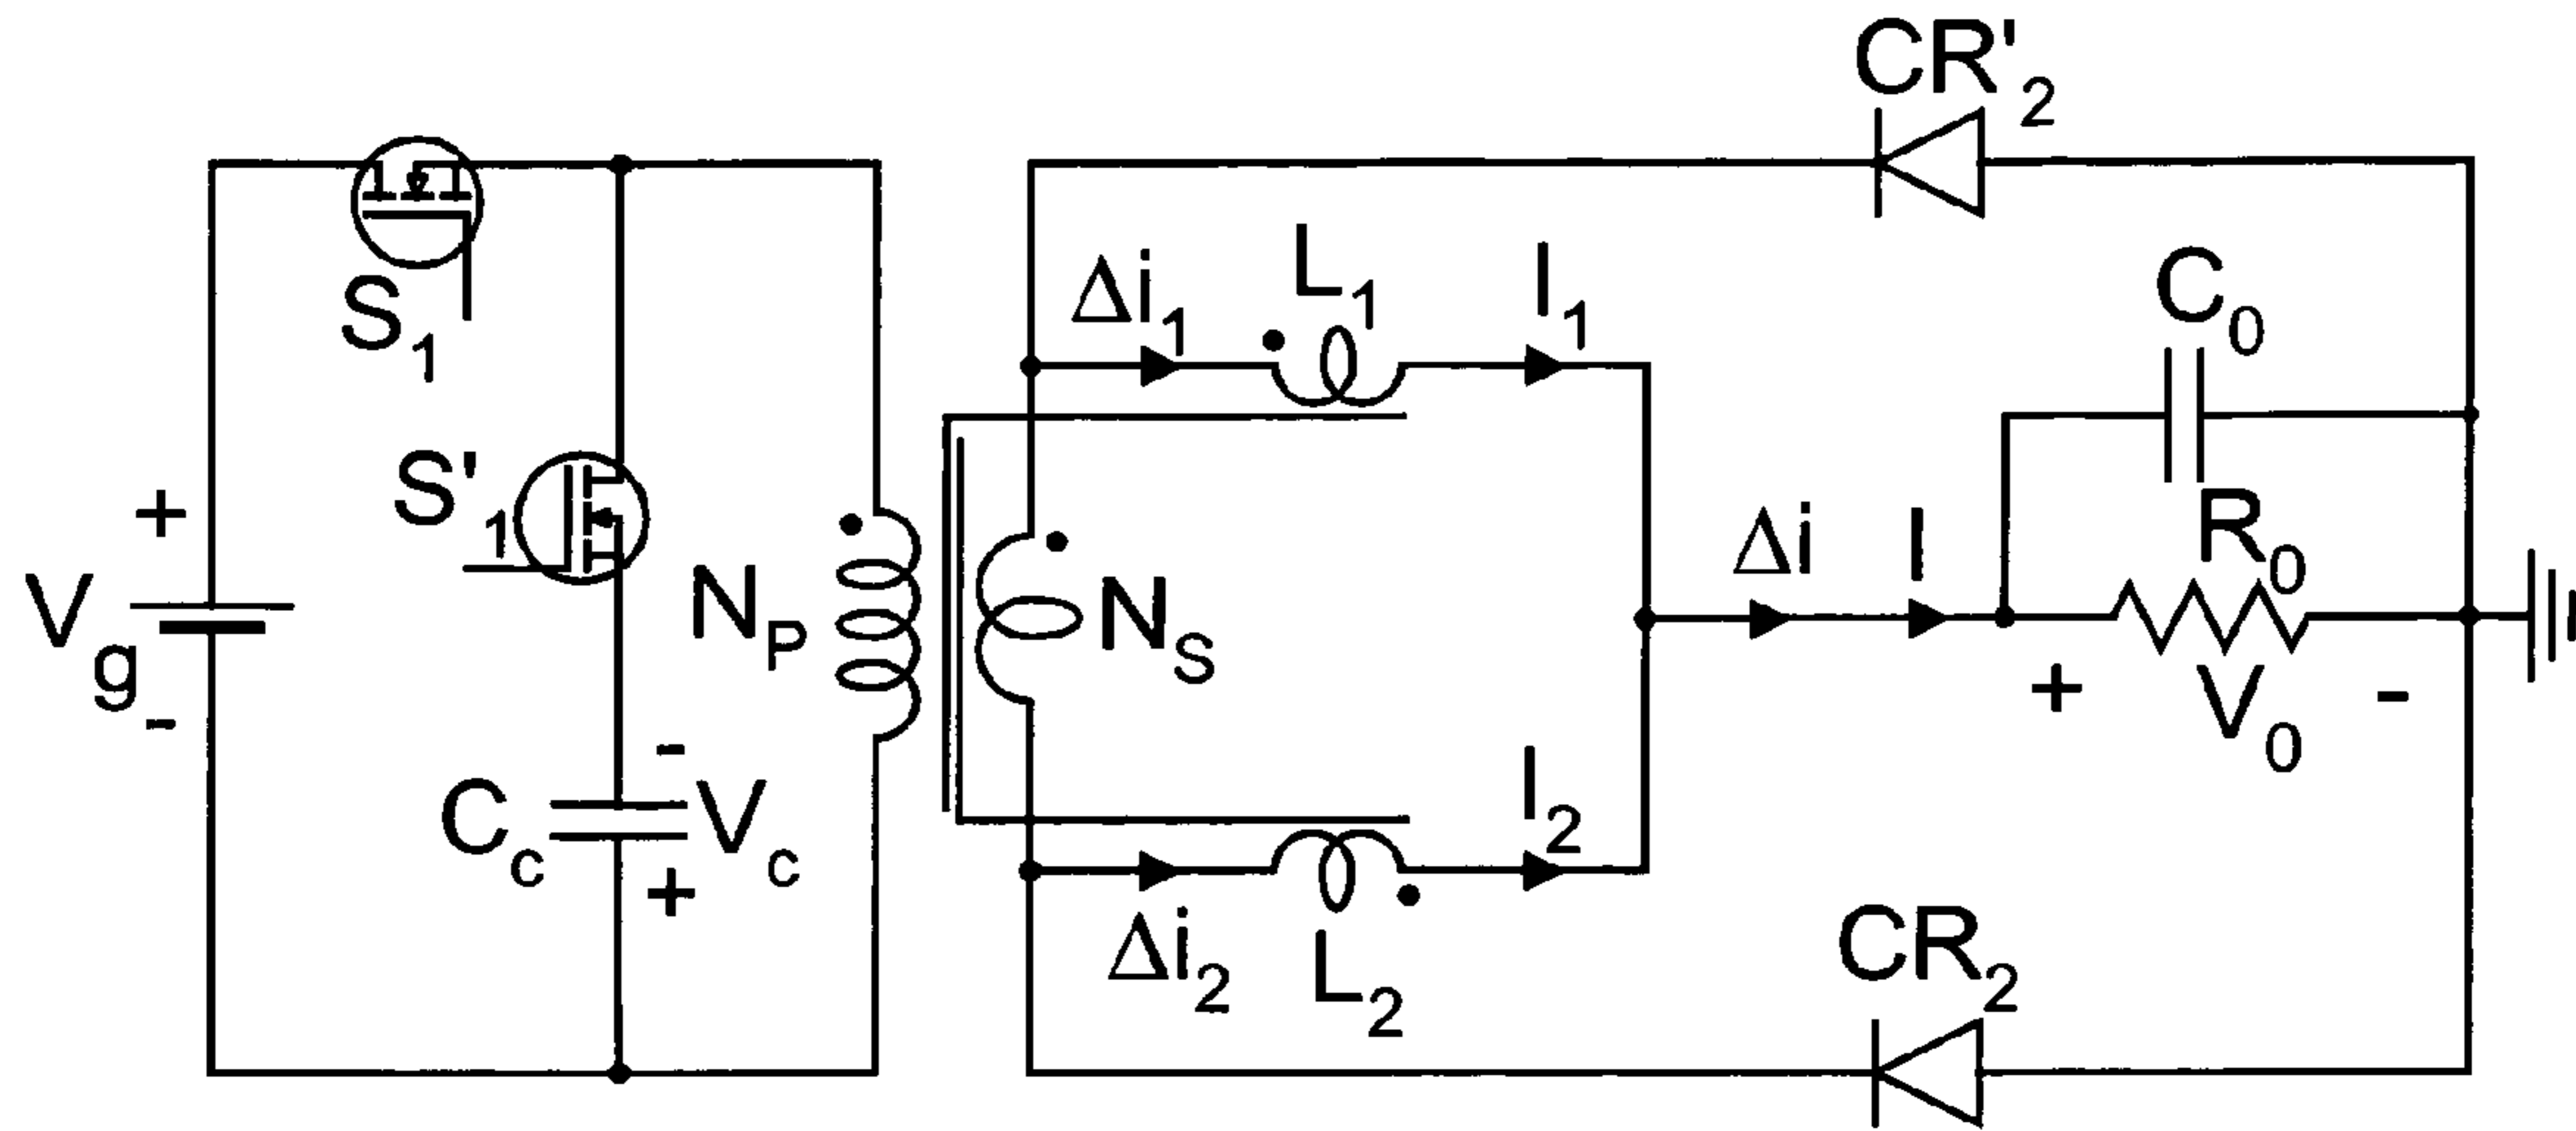 CR'2
Δi1
L1
I1
S1
C0
S'1
+
Δi
I
R0
Vg
-
NP
NS
+
V0
-
-
I2
Cc
Vc
+
Δi2
L2
CR2